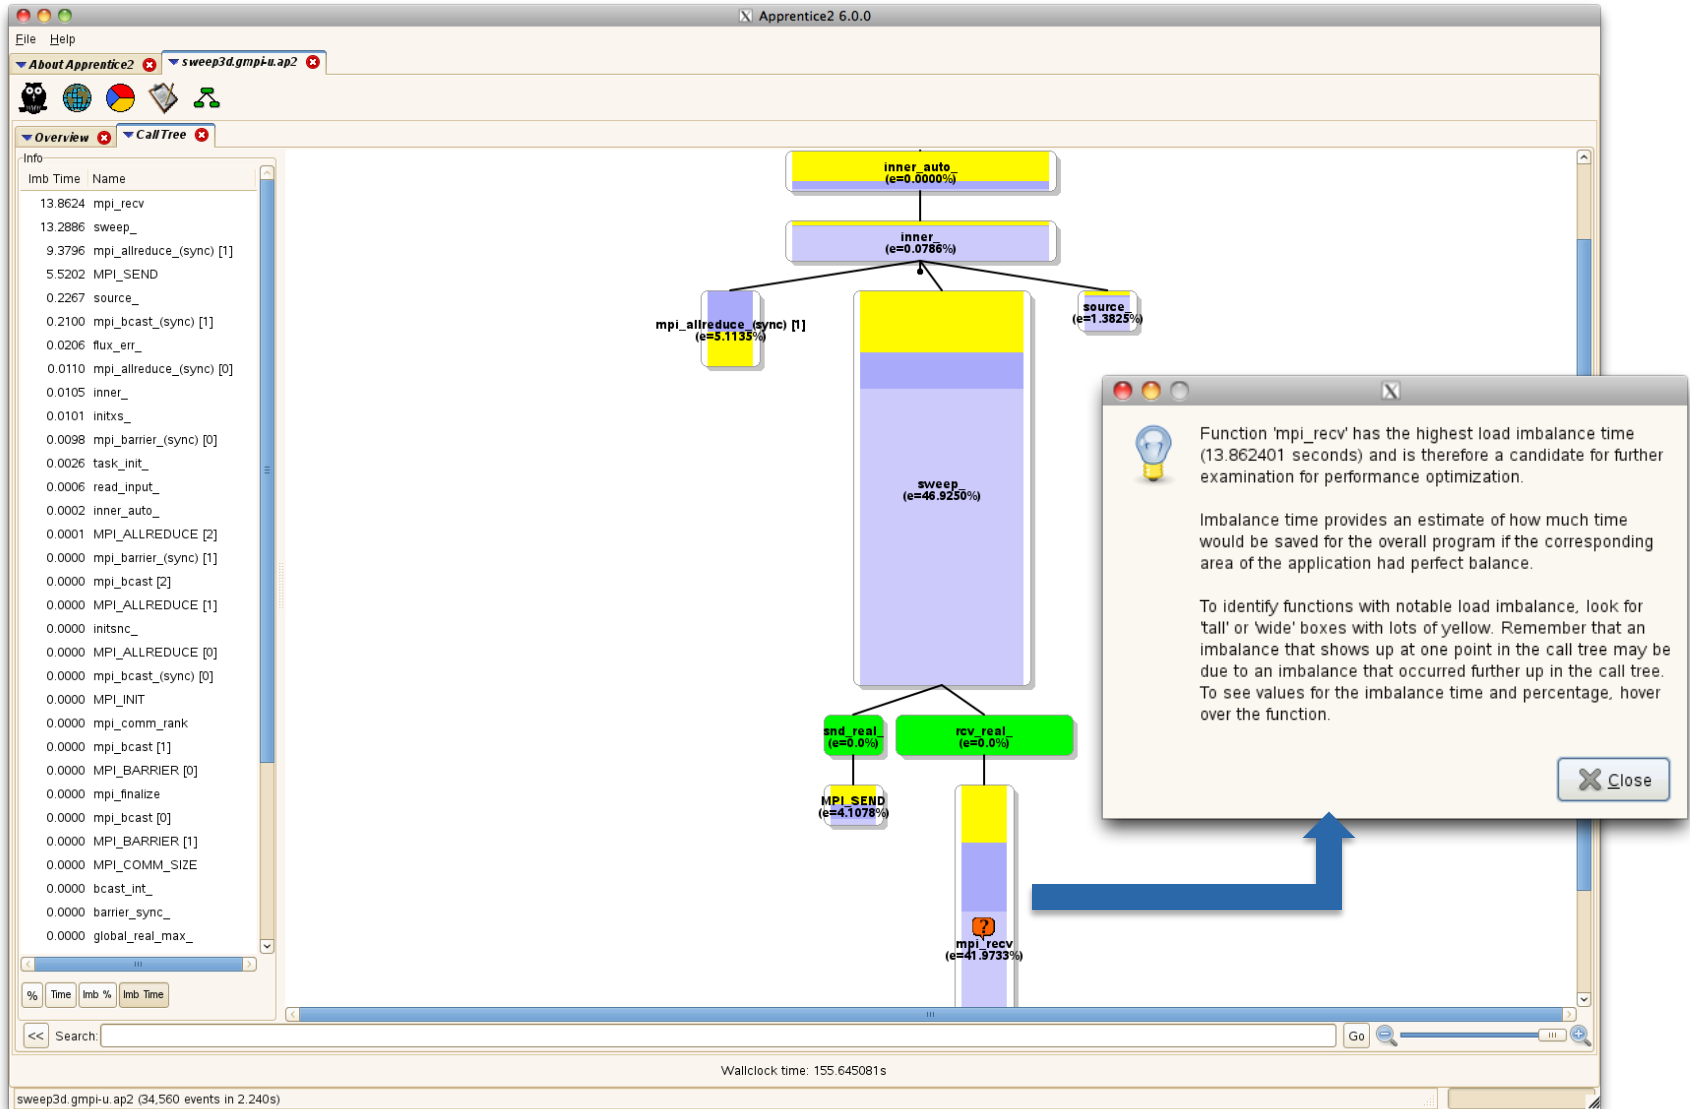 Apprentice2 6.0.0
File Help
About Apprentice2
sweep3d.gmpi-u.ap2
Overview
CallTree
Info
Imb Time Name
13.8624 mpi_recv
13.2886 sweep_
9.3796 mpi_allreduce_(sync) [1]
5.5202 MPI_SEND
0.2267 source_
0.2100 mpi_bcast_(sync) [1]
0.0206 flux_err_
0.0110 mpi_allreduce_(sync) [0]
0.0105 inner_
0.0101 initxs_
0.0098 mpi_barrier_(sync) [0]
0.0026 task_init_
0.0006 read_input_
0.0002 inner_auto_
0.0001 MPI_ALLREDUCE [2]
0.0000 mpi_barrier_(sync) [1]
0.0000 mpi_bcast [2]
0.0000 MPI_ALLREDUCE [1]
0.0000 initsnc_
0.0000 MPI_ALLREDUCE [0]
0.0000 mpi_bcast_(sync) [0]
0.0000 MPI_INIT
0.0000 mpi_comm_rank
0.0000 mpi_bcast [1]
0.0000 MPI_BARRIER [0]
0.0000 mpi_finalize
0.0000 mpi_bcast [0]
0.0000 MPI_BARRIER [1]
0.0000 MPI_COMM_SIZE
0.0000 bcast_int_
0.0000 barrier_sync_
0.0000 global_real_max_
% Time Imb % Imb Time
inner_auto_
(e=0.0000%)
inner_
(e=0.0786%)
mpi_allreduce_(sync) [1]
(e=5.1135%)
source_
(e=1.3825%)
sweep_
(e=46.9250%)
snd_real_
(e=0.0%)
rcv_real_
(e=0.0%)
MPI_SEND
(e=4.1078%)
?
mpi_recv
(e=41.9733%)
X
Function 'mpi_recv' has the highest load imbalance time
(13.862401 seconds) and is therefore a candidate for further
examination for performance optimization.
Imbalance time provides an estimate of how much time
would be saved for the overall program if the corresponding
area of the application had perfect balance.
To identify functions with notable load imbalance, look for
'tall' or 'wide' boxes with lots of yellow. Remember that an
imbalance that shows up at one point in the call tree may be
due to an imbalance that occurred further up in the call tree.
To see values for the imbalance time and percentage, hover
over the function.
Close
<< Search:
Go
Wallclock time: 155.645081s
sweep3d.gmpi-u.ap2 (34,560 events in 2.240s)